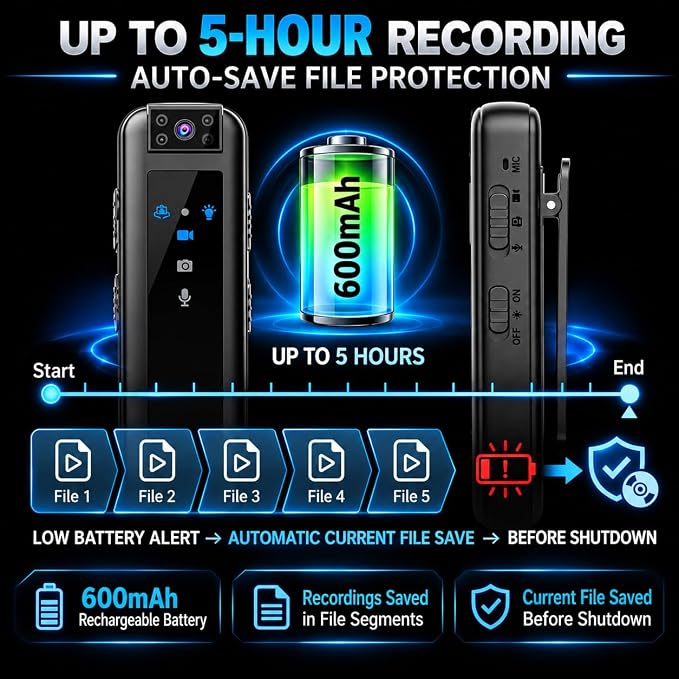 UP TO 5-HOUR RECORDING
AUTO-SAVE FILE PROTECTION
600mAh
MIC
ON
OFF
UP TO 5 HOURS
Start
End
File 1
File 2
File 3
File 4
File 5
LOW BATTERY ALERT → AUTOMATIC CURRENT FILE SAVE → BEFORE SHUTDOWN
600mAh
Rechargeable Battery
Recordings Saved
in File Segments
Current File Saved
Before Shutdown